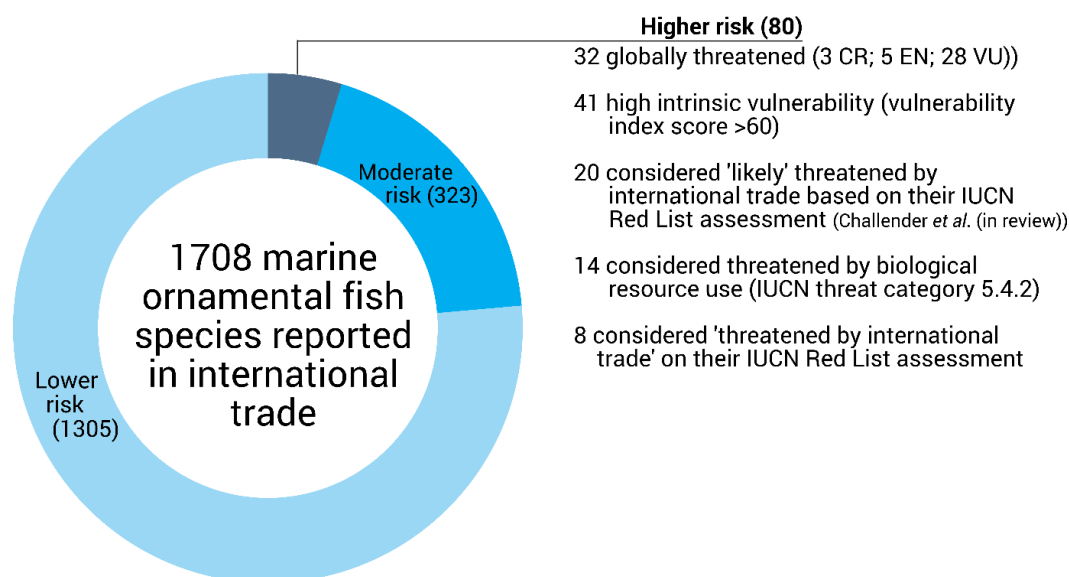 Higher risk (80)
32 globally threatened (3 CR; 5 EN; 28 VU))
41 high intrinsic vulnerability (vulnerability
index score >60)
20 considered 'likely' threatened by
international trade based on their IUCN
Red List assessment (Challender et al. (in review))
14 considered threatened by biological
resource use (IUCN threat category 5.4.2)
8 considered 'threatened by international
trade' on their IUCN Red List assessment
Moderate
risk (323)
1708 marine
ornamental fish
species reported
in international
trade
Lower
risk
(1305)